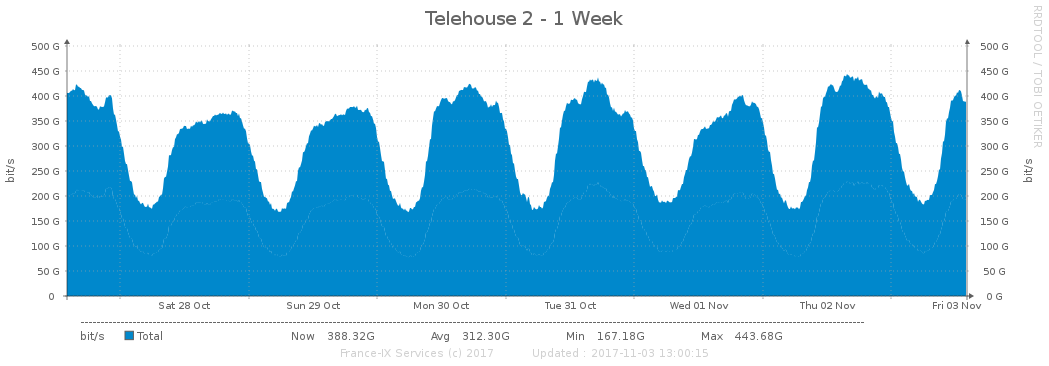 Telehouse 2 - 1 Week
RRDTOOL / TOBI OETIKER
500 G 500 G
450 G 450 G
400 G 400 G
350 G 350 G
300 G 300 G
250 G 250 G
200 G 200 G
150 G 150 G
100 G 100 G
50 G 50 G
0 0 G
bit/s bit/s
Sat 28 Oct Sun 29 Oct Mon 30 Oct Tue 31 Oct Wed 01 Nov Thu 02 Nov Fri 03 Nov
bit/s Total Now 388.32G Avg 312.30G Min 167.18G Max 443.68G
France-IX Services (c) 2017 Updated : 2017-11-03 13:00:15